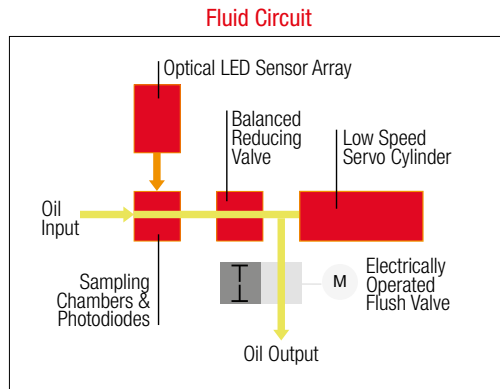 Fluid Circuit
Optical LED Sensor Array
Balanced
Reducing
Valve
Low Speed
Servo Cylinder
Oil
Input
Sampling
Chambers &
Photodiodes
M
Electrically
Operated
Flush Valve
Oil Output